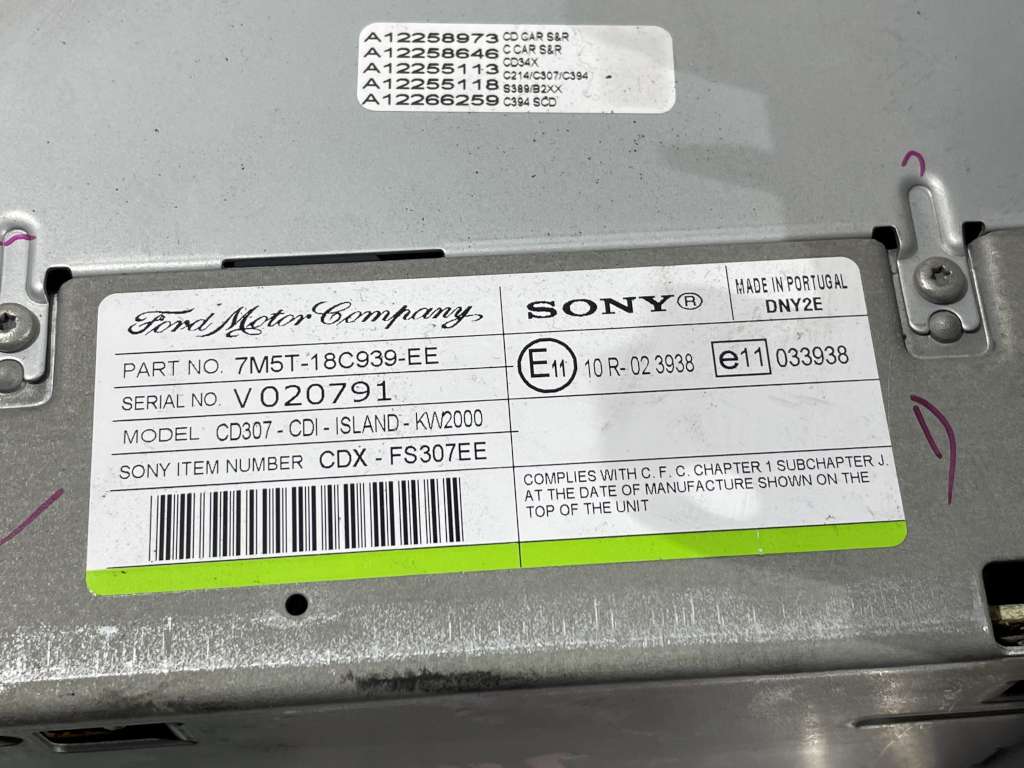 A12258973 CD CAR S&R
A12258646 C CAR S&R
A12255113 CD34X
A12255118 C214/C307/C394
A12266259 S389/B2XX
C394 SCD
Ford Motor Company,
PART NO. 7M5T-18C939-EE
SERIAL NO. V020791
MODEL CD307 - CDI - ISLAND - KW2000
SONY ITEM NUMBER CDX - FS307EE
SONY®
MADE IN PORTUGAL
DNY2E
E11 10 R- 02 3938 e11 033938
COMPLIES WITH C. F. C. CHAPTER 1 SUBCHAPTER J.
AT THE DATE OF MANUFACTURE SHOWN ON THE
TOP OF THE UNIT